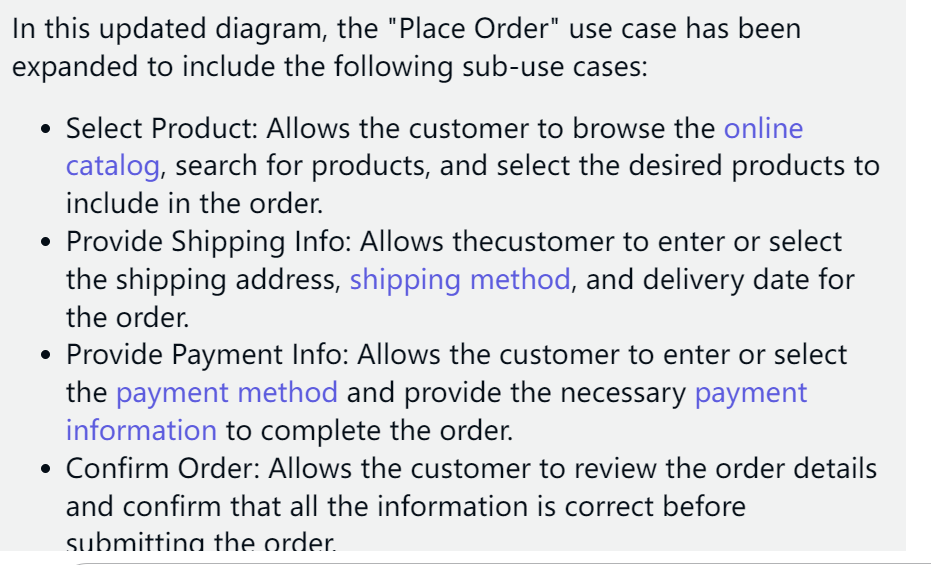 In this updated diagram, the "Place Order" use case has been
expanded to include the following sub-use cases:
• Select Product: Allows the customer to browse the online
catalog, search for products, and select the desired products to
include in the order.
• Provide Shipping Info: Allows thecustomer to enter or select
the shipping address, shipping method, and delivery date for
the order.
• Provide Payment Info: Allows the customer to enter or select
the payment method and provide the necessary payment
information to complete the order.
• Confirm Order: Allows the customer to review the order details
and confirm that all the information is correct before
submitting the order.